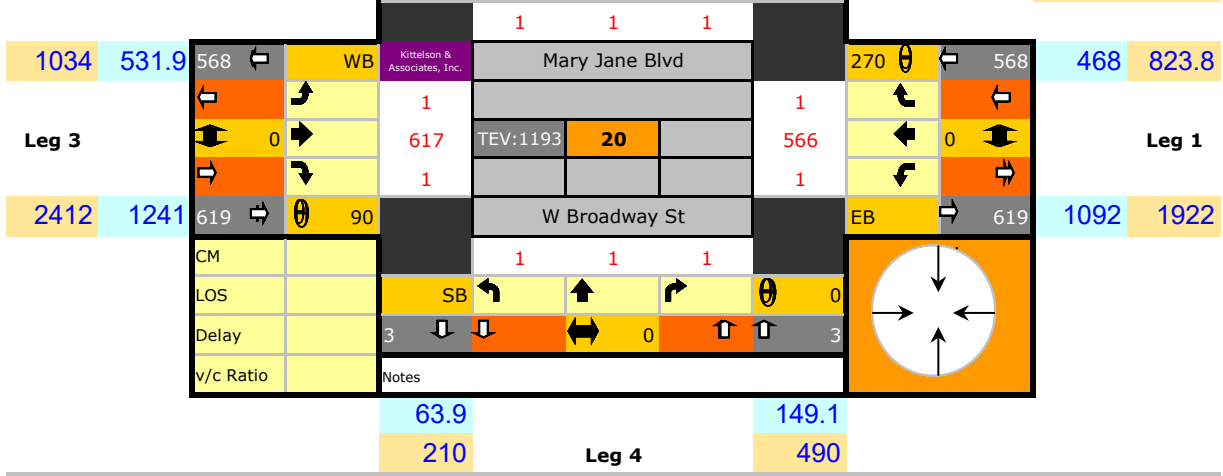 1 1 1
1034 531.9 568 WB Kittelson & Mary Jane Blvd 270 568 468 823.8
Associates, Inc.
1 1
Leg 3 0 617 TEV:1193 20 566 0 Leg 1
1 1
2412 1241 619 90 W Broadway St EB 619 1092 1922
CM 1 1 1
LOS SB 0
Delay 3 0 3
v/c Ratio Notes
63.9 149.1
210 Leg 4 490